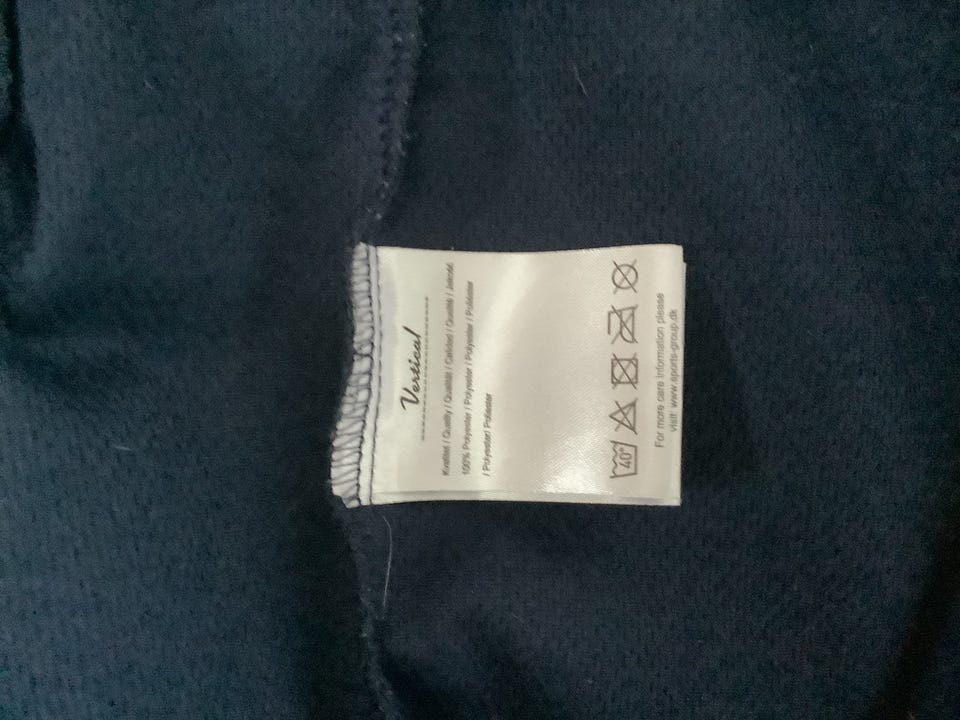 Vertical
Kvalitet / Quality / Qualität / Calidad / Qualité / Jakość
100% Polyester / Polyester / Polyester / Poliéster
/ Polyester/ Poliester
40°
For more care information please
visit: www.sports-group.dk